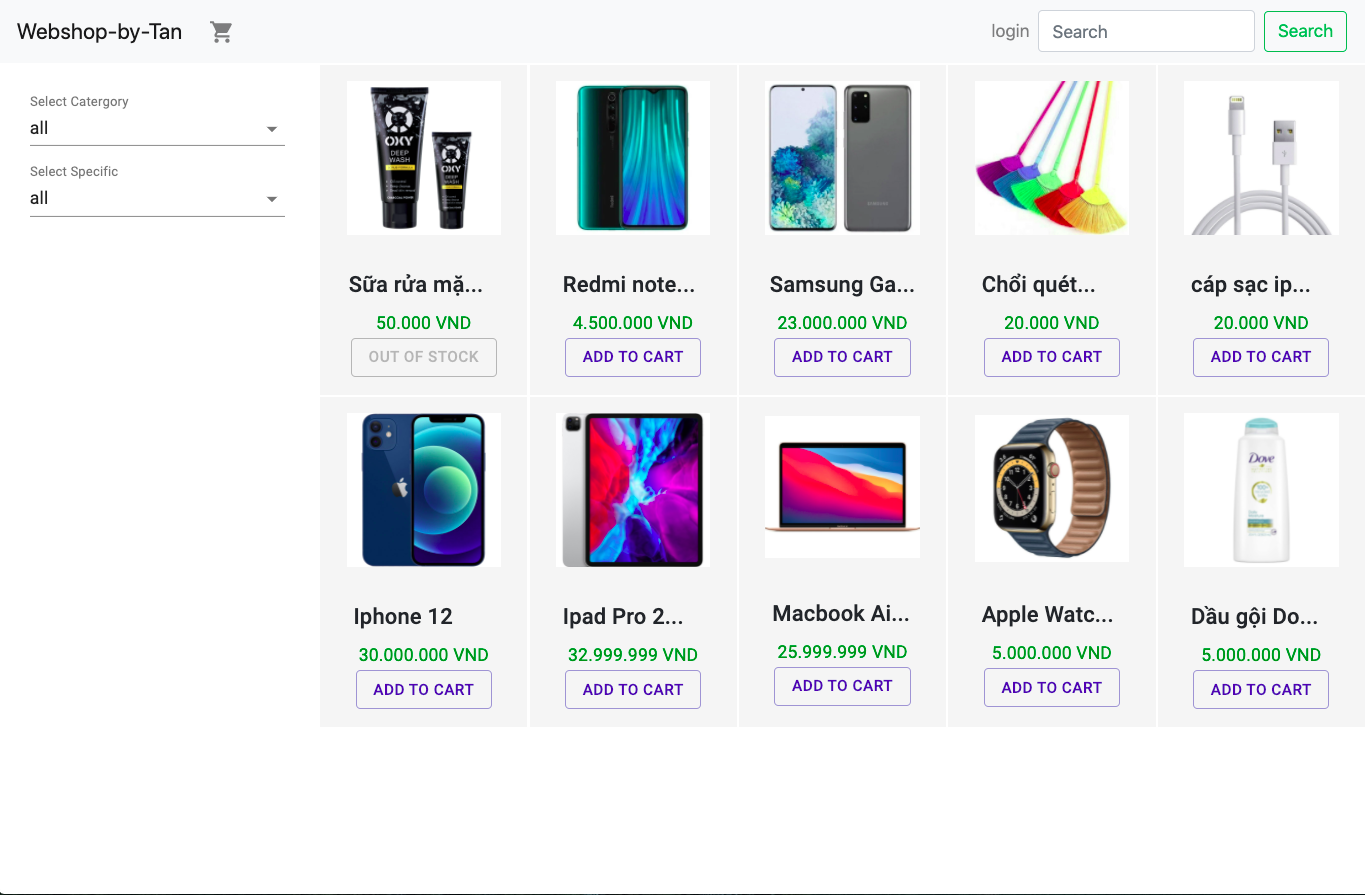 Webshop-by-Tan
login
Search
Search
Select Catergory
all
Select Specific
all
OXY
DEEP
WASH
OXY
DEEP
WASH
SAMSUNG
Sữa rửa mặ...
50.000 VND
OUT OF STOCK
Redmi note...
4.500.000 VND
ADD TO CART
Samsung Ga...
23.000.000 VND
ADD TO CART
Chổi quét...
20.000 VND
ADD TO CART
cáp sạc ip...
20.000 VND
ADD TO CART
Dove
Iphone 12
30.000.000 VND
ADD TO CART
Ipad Pro 2...
32.999.999 VND
ADD TO CART
Macbook Ai...
25.999.999 VND
ADD TO CART
Apple Watc...
5.000.000 VND
ADD TO CART
Dầu gội Do...
5.000.000 VND
ADD TO CART